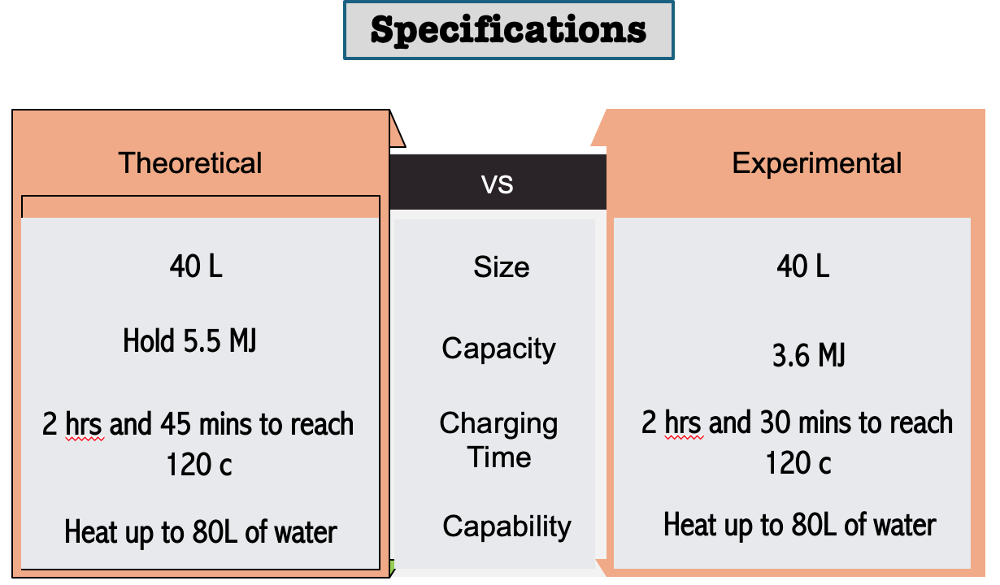 Specifications
Theoretical
vs
Experimental
40 L
Size
40 L
Hold 5.5 MJ
Capacity
3.6 MJ
2 hrs and 45 mins to reach
120 c
Charging
Time
2 hrs and 30 mins to reach
120 c
Heat up to 80L of water
Capability
Heat up to 80L of water